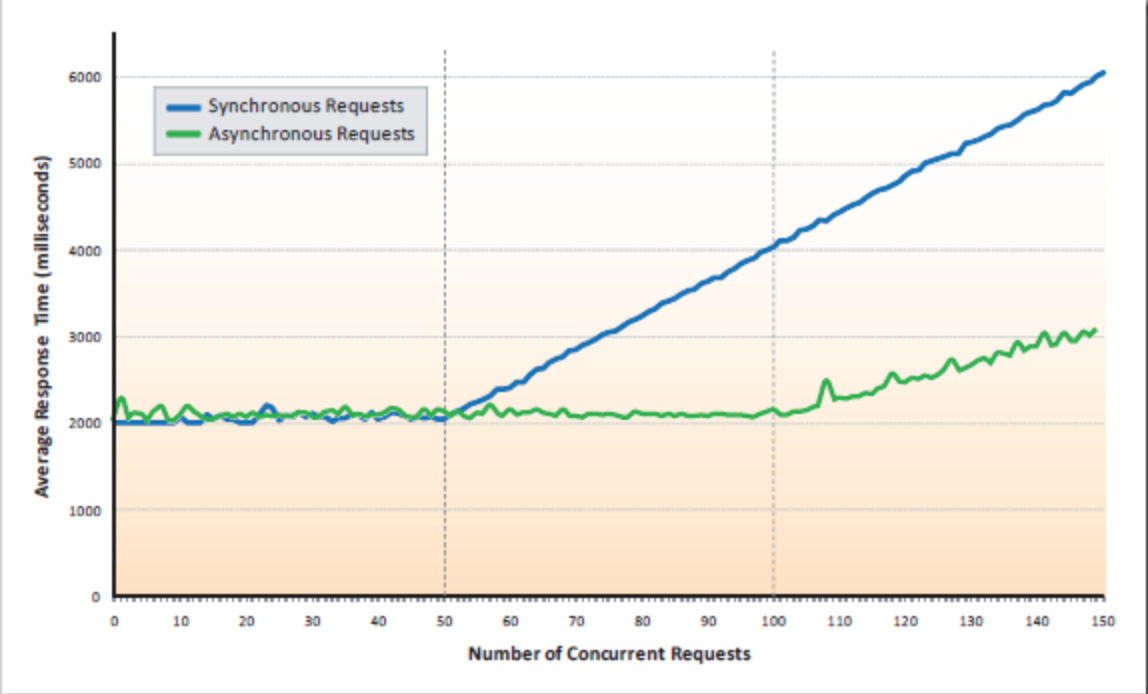 6000
5000
4000
3000
2000
1000
0
Average Response Time (milliseconds)
Synchronous Requests
Asynchronous Requests
0 10 20 30 40 50 60 70 80 90 100 110 120 130 140 150
Number of Concurrent Requests